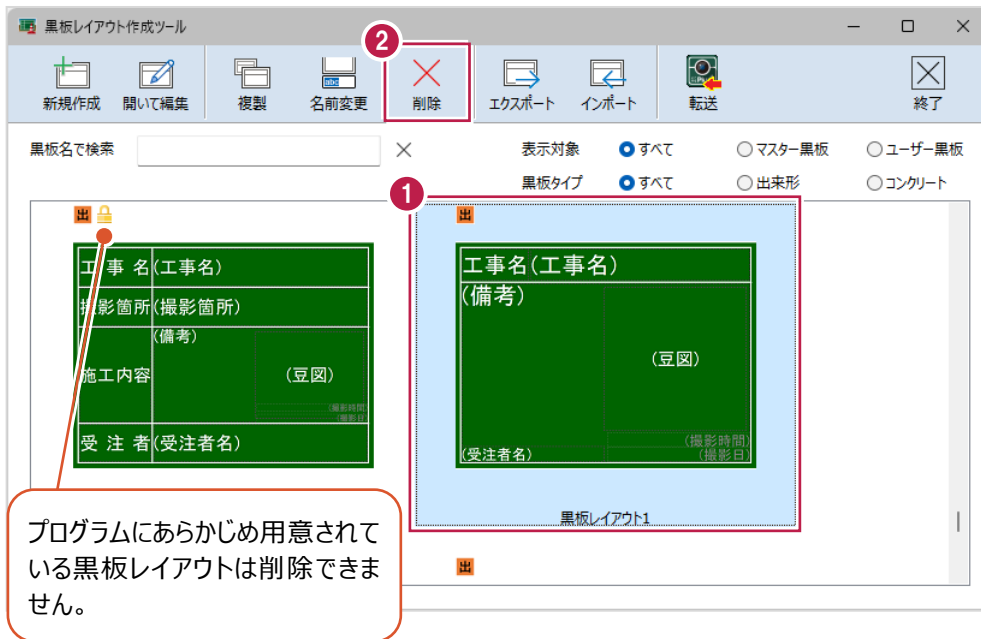 黒板レイアウト作成ツール
2
新規作成 開いて編集 複製 名前変更 削除 エクスポート インポート 転送 終了
黒板名で検索 表示対象 すべて マスター黒板 ユーザー黒板
黒板タイプ すべて 出来形 コンクリート
1
出
工 事 名 (工事名)
撮影箇所 (撮影箇所)
(備考)
施工内容 (豆図)
(撮影時間)
(撮影日)
受 注 者 (受注者名)
出
工事名(工事名)
(備考)
(豆図)
(撮影時間)
(受注者名) (撮影日)
黒板レイアウト1
プログラムにあらかじめ用意されて
いる黒板レイアウトは削除できま
せん。
出